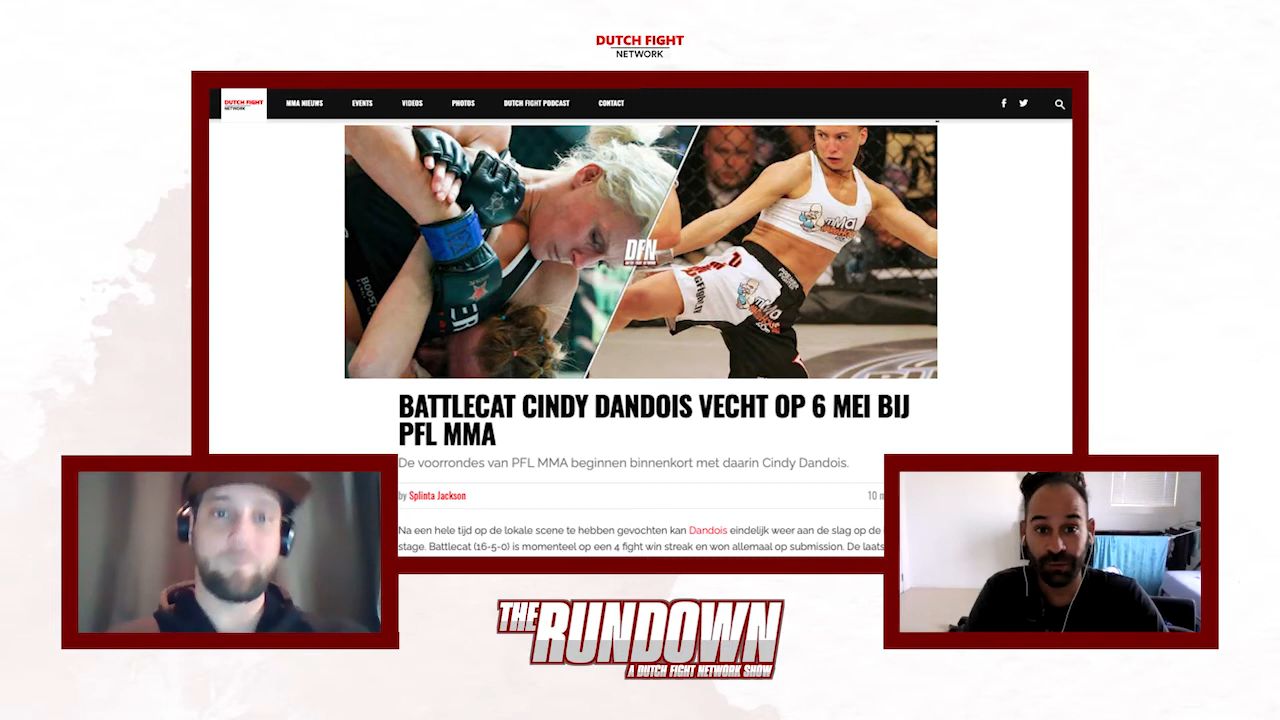 DUTCH FIGHT
NETWORK
DUTCH FIGHT
NETWORK
MMA NIEUWS
EVENTS
VIDEOS
PHOTOS
DUTCH FIGHT PODCAST
CONTACT
DFN
BATTLECAT CINDY DANDOIS VECHT OP 6 MEI BIJ
PFL MMA
De voorrondes van PFL MMA beginnen binnenkort met daarin Cindy Dandois.
by Splinta Jackson
10 m
Na een hele tijd op de lokale scene te hebben gevochten kan Dandois eindelijk weer aan de slag op de
stage. Battlecat (16-5-0) is momenteel op een 4 fight win streak en won allemaal op submission. De laats
THE
RUNDOWN
A DUTCH FIGHT NETWORK SHOW